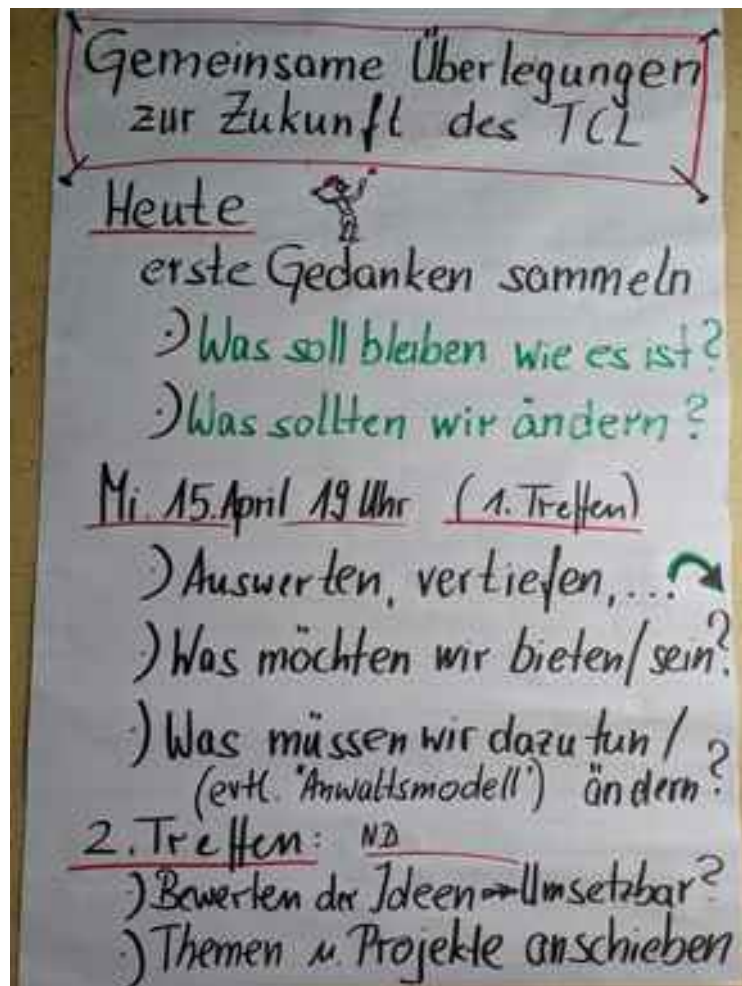 Gemeinsame Überlegungen
zur Zukunft des TCL
Heute
erste Gedanken sammeln
·) Was soll bleiben wie es ist?
·) Was sollten wir ändern?
Mi. 15. April 19 Uhr (1. Treffen)
·) Auswerten, vertiefen, ...
·) Was möchten wir bieten/sein?
·) Was müssen wir dazu tun /
(evtl. "Anwaltsmodell") ändern?
2. Treffen: ND
·) Bewerten der Ideen → Umsetzbar?
·) Themen u. Projekte anschieben